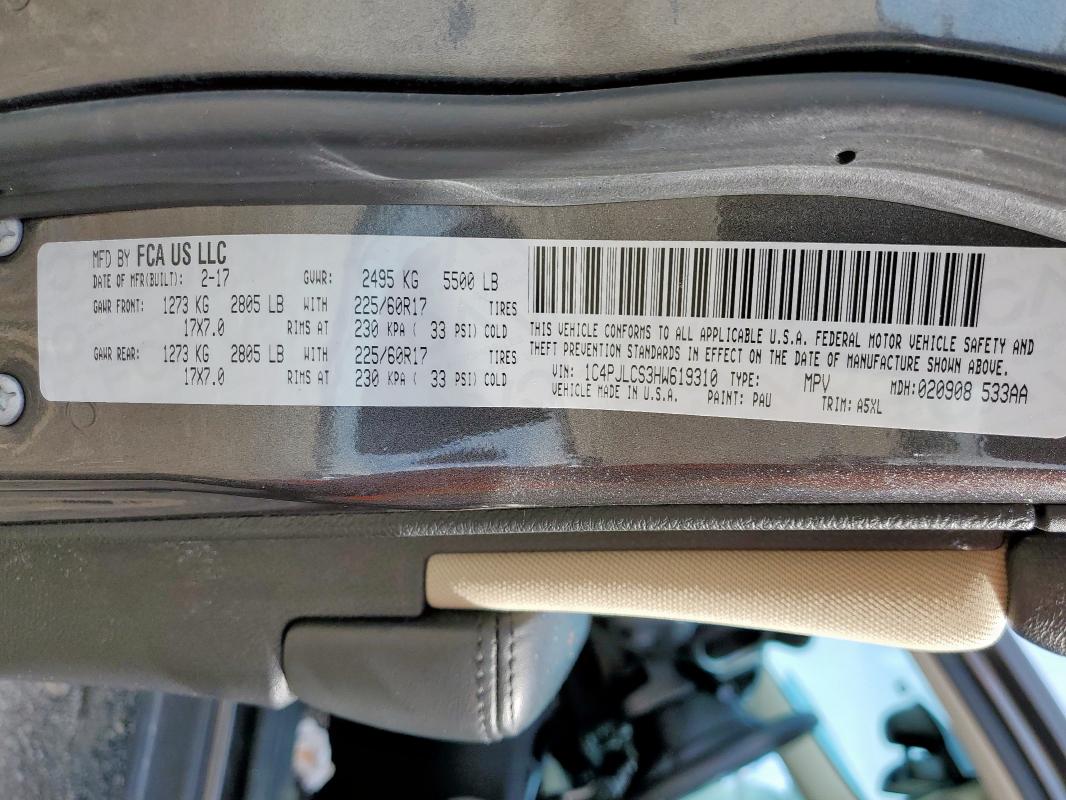 MFD BY FCA US LLC
DATE OF MFR(BUILT): 2-17 GVWR: 2495 KG 5500 LB
GAWR FRONT: 1273 KG 2805 LB WITH 225/60R17 TIRES
17X7.0 RIMS AT 230 KPA ( 33 PSI) COLD
GAWR REAR: 1273 KG 2805 LB WITH 225/60R17 TIRES
17X7.0 RIMS AT 230 KPA ( 33 PSI) COLD
THIS VEHICLE CONFORMS TO ALL APPLICABLE U.S.A. FEDERAL MOTOR VEHICLE SAFETY AND
THEFT PREVENTION STANDARDS IN EFFECT ON THE DATE OF MANUFACTURE SHOWN ABOVE.
VIN: 1C4PJLCS3HW619310 TYPE: MPV MDH:020908 533AA
VEHICLE MADE IN U.S.A. PAINT: PAU TRIM: A5XL